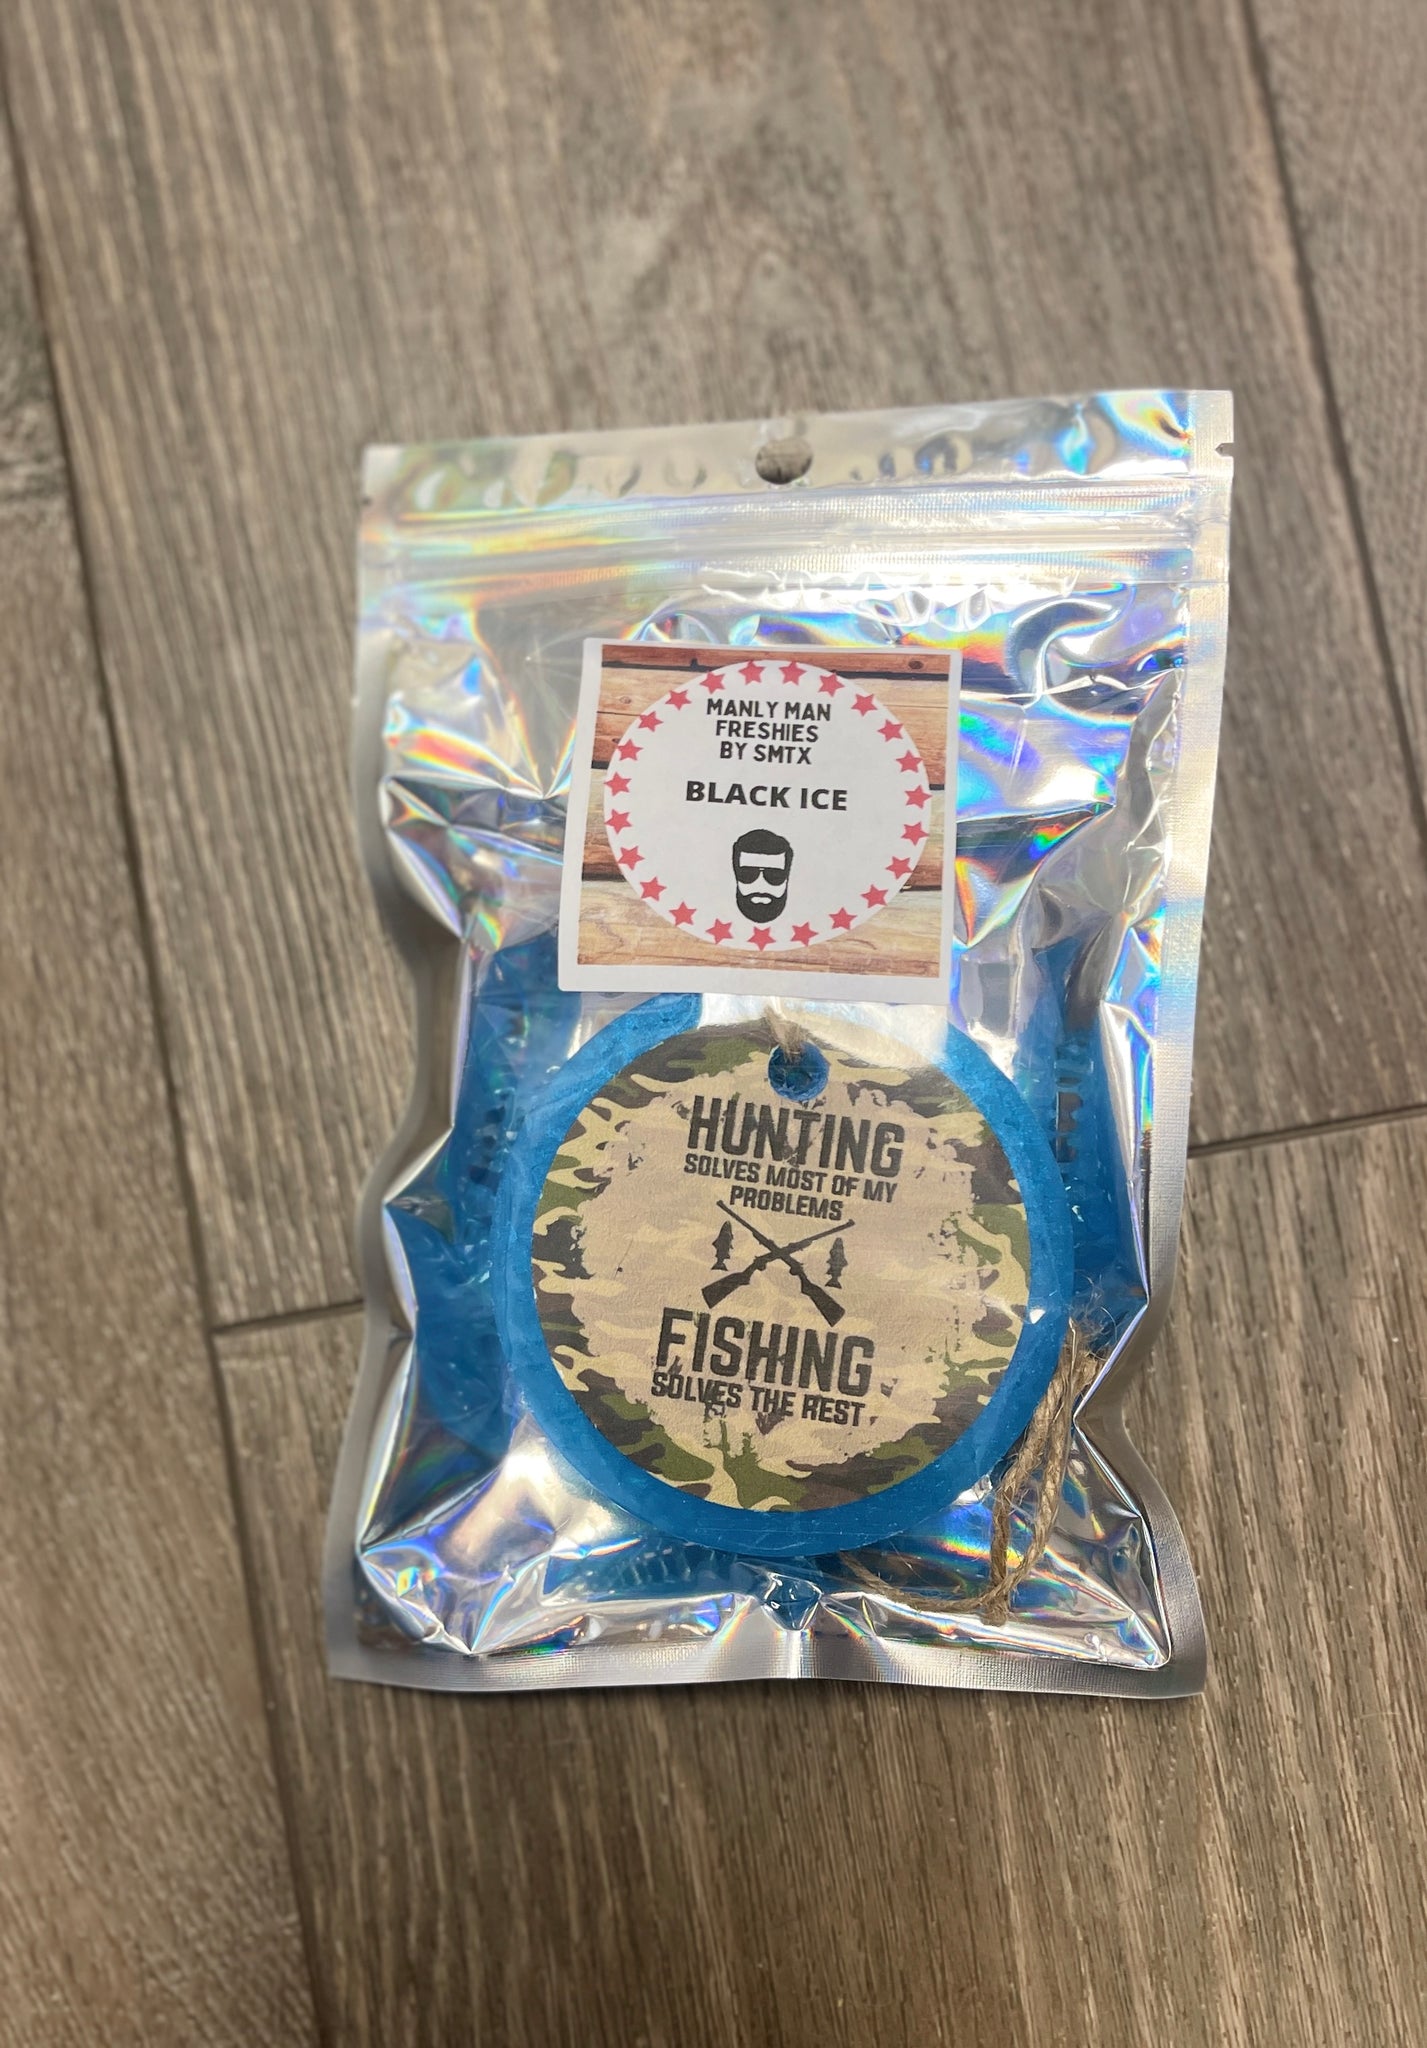 MANLY MAN
FRESHIES
BY SMTX
BLACK ICE
HUNTING
SOLVES MOST OF MY
PROBLEMS
FISHING
SOLVES THE REST